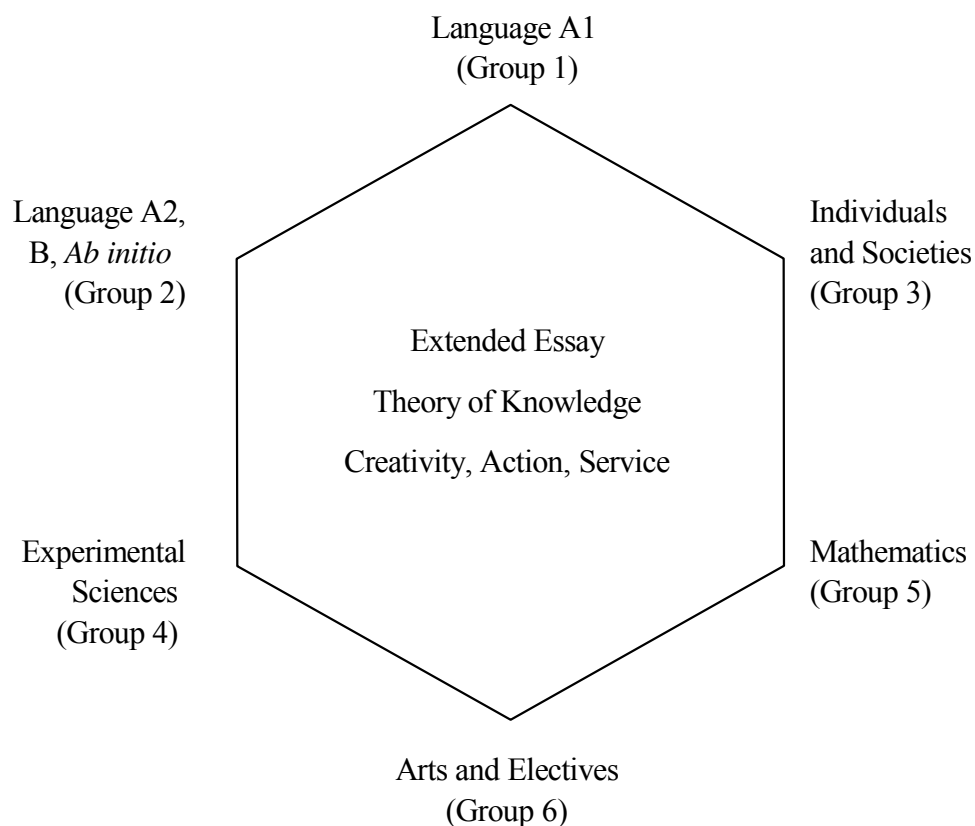 Language A1
(Group 1)
Language A2,
B, Ab initio
(Group 2)
Individuals
and Societies
(Group 3)
Extended Essay
Theory of Knowledge
Creativity, Action, Service
Experimental
Sciences
(Group 4)
Mathematics
(Group 5)
Arts and Electives
(Group 6)